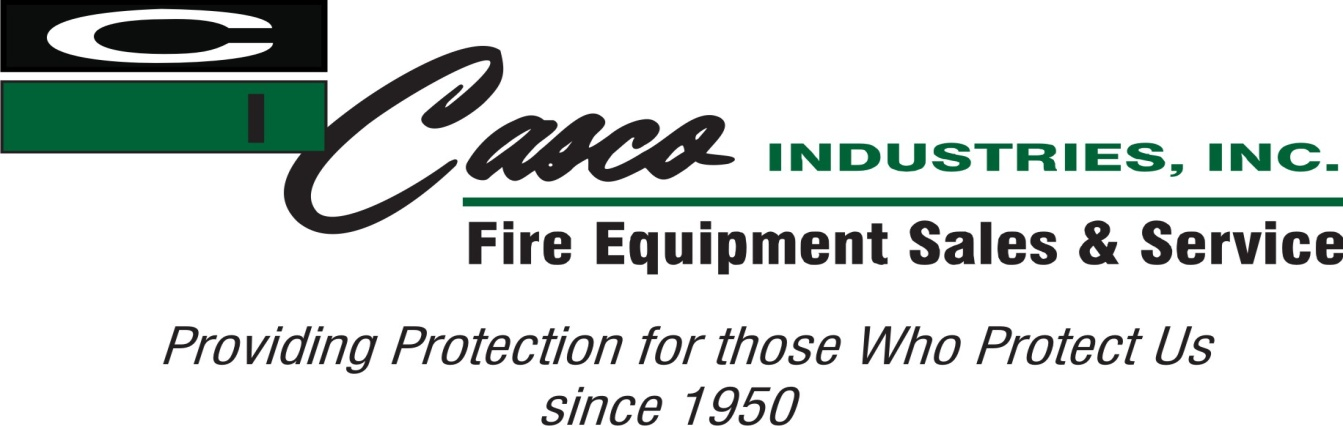 C
I
Casco INDUSTRIES, INC.
Fire Equipment Sales & Service
Providing Protection for those Who Protect Us
since 1950